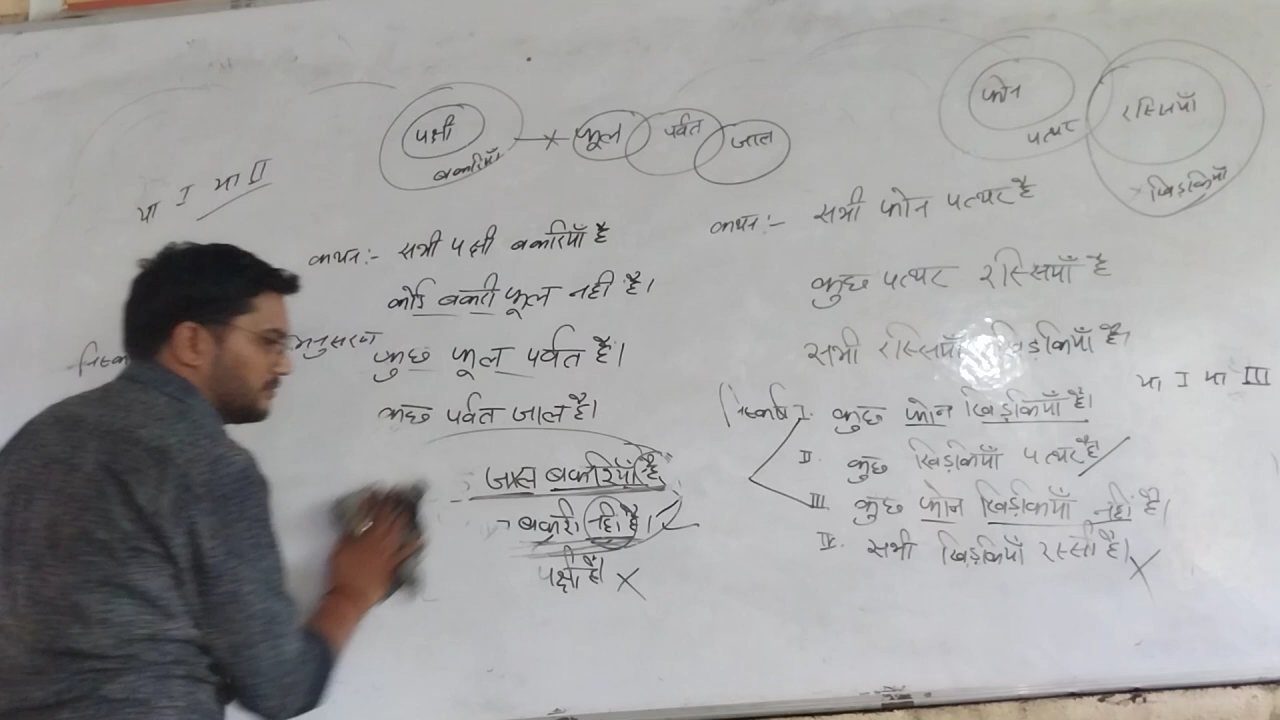 पक्षी
बकरियाँ
फूल
पर्वत
जाल
फोन
पत्थर
रस्सियाँ
खिड़कियाँ
या I या II
कथन:- सभी पक्षी बकरियाँ है
कोई बकरी फूल नही है।
कुछ फूल पर्वत है।
कुछ पर्वत जाल है।
जाल बकरियाँ है
बकरी नही है।
पक्षी है।
अनुसरण
कथन:- सभी फोन पत्थर है
कुछ पत्थर रस्सियाँ है
सभी रस्सियाँ खिड़कियाँ है।
या I या III
निष्कर्ष I. कुछ फोन खिड़कियाँ है।
II. कुछ खिड़कियाँ पत्थर है
III. कुछ फोन खिड़कियाँ नहीं है।
IV. सभी खिड़कियाँ रस्सी है।